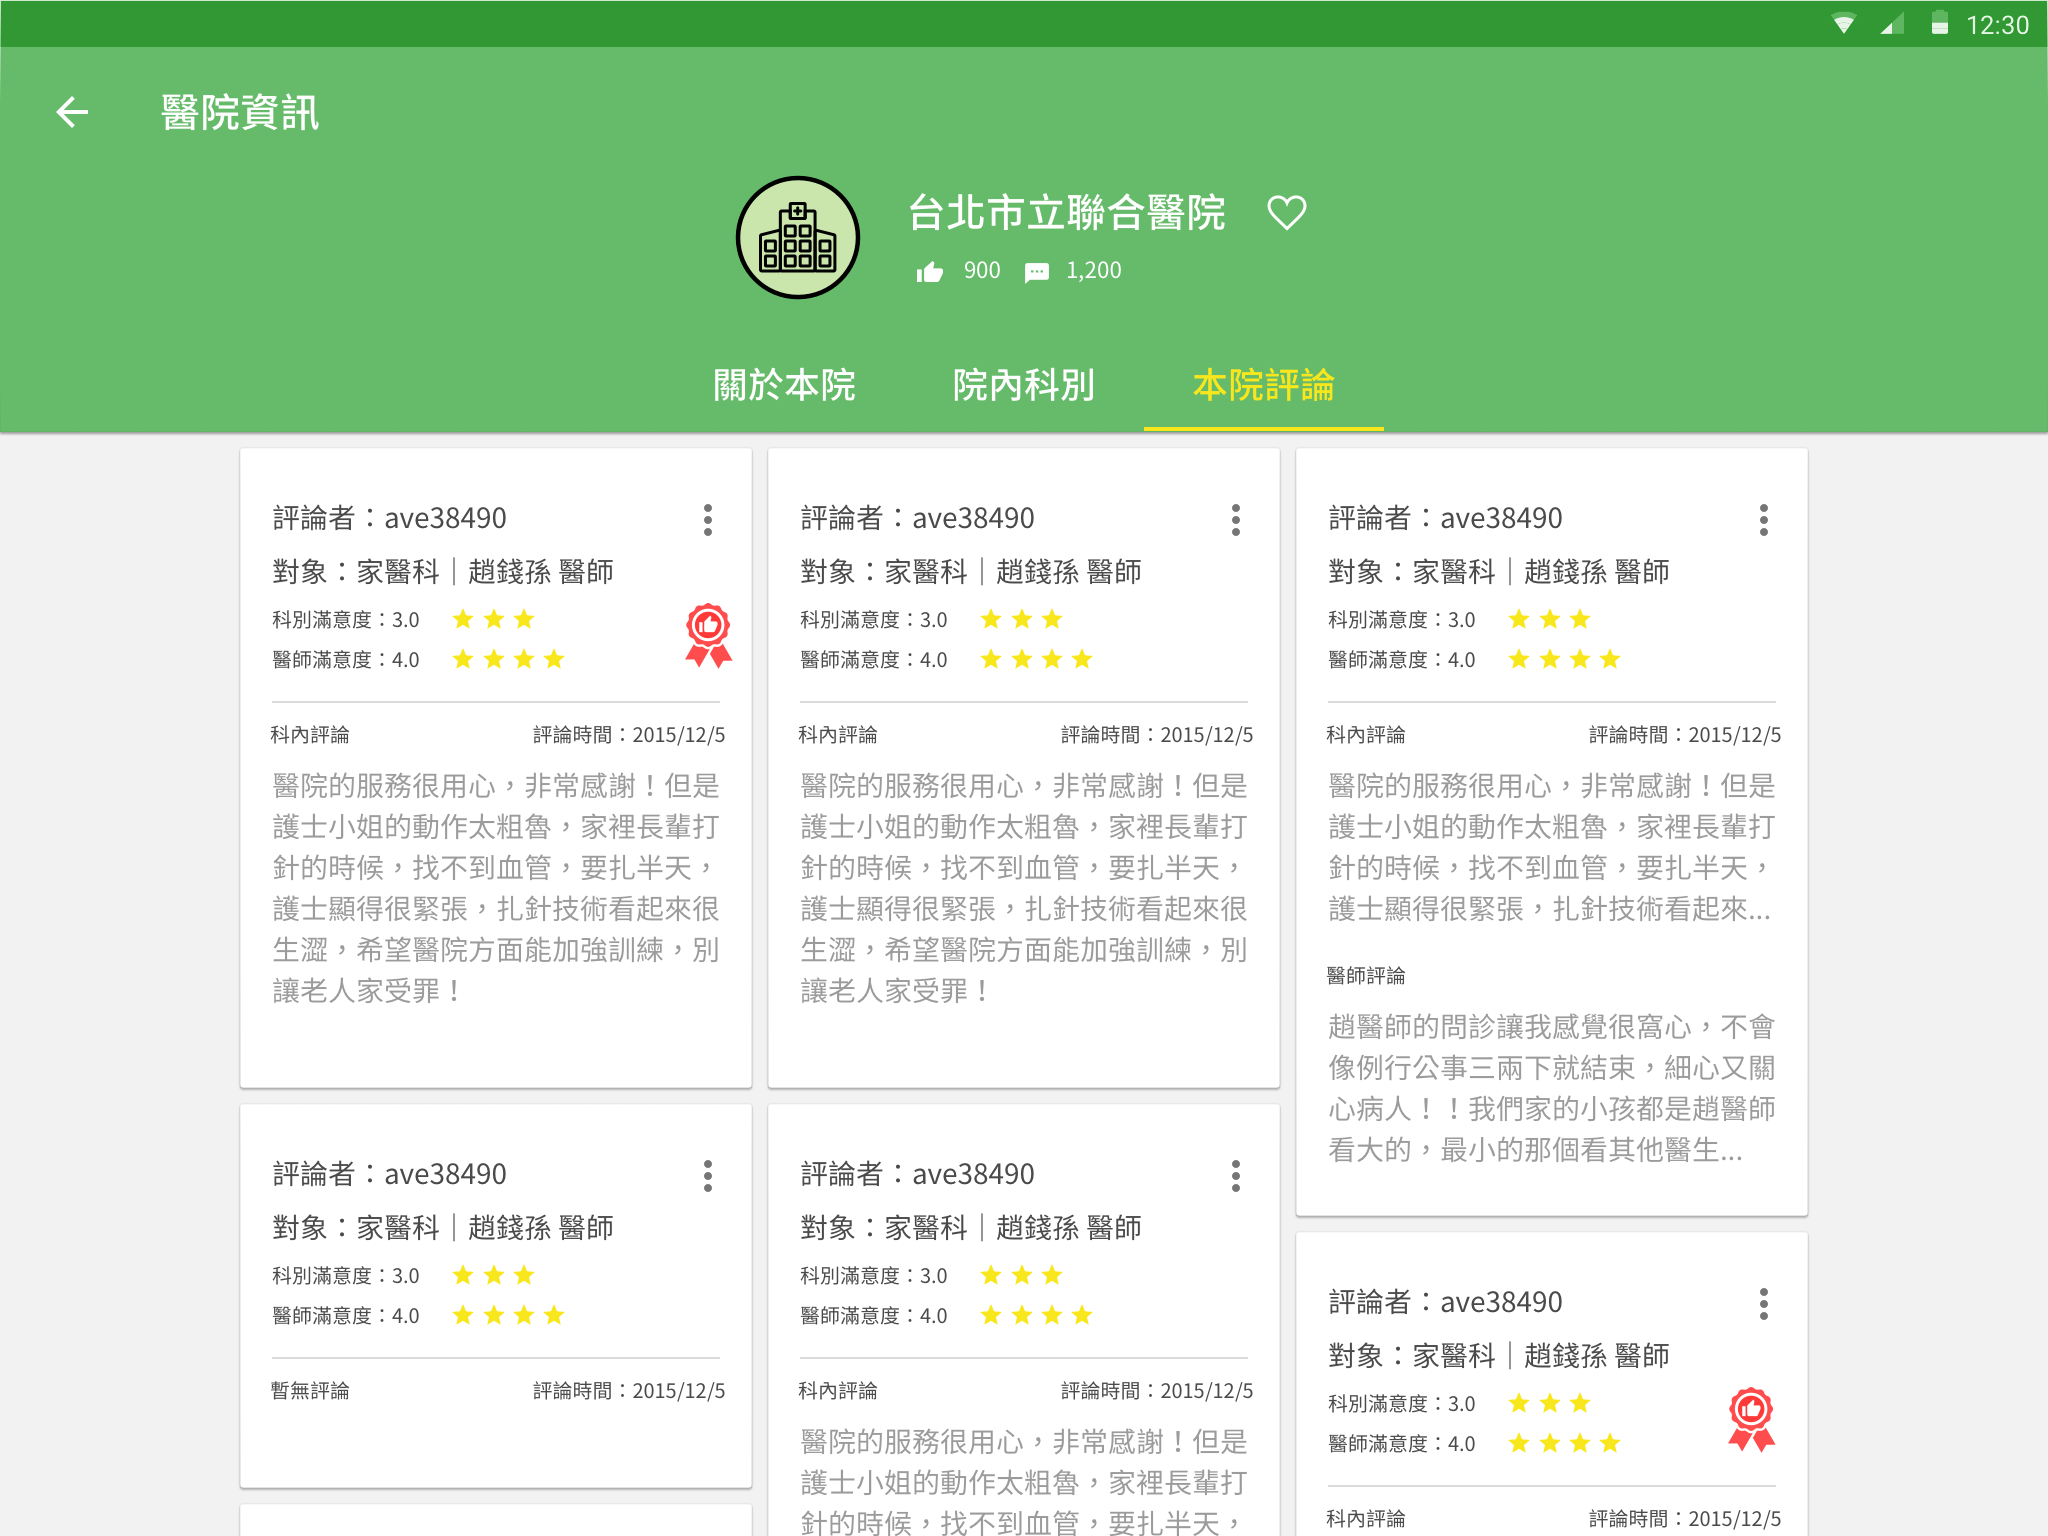 12:30
醫院資訊
台北市立聯合醫院
900 1,200
關於本院 院內科別 本院評論
評論者：ave38490
對象：家醫科｜趙錢孫 醫師
科別滿意度：3.0
醫師滿意度：4.0
科內評論 評論時間：2015/12/5
醫院的服務很用心，非常感謝！但是
護士小姐的動作太粗魯，家裡長輩打
針的時候，找不到血管，要扎半天，
護士顯得很緊張，扎針技術看起來很
生澀，希望醫院方面能加強訓練，別
讓老人家受罪！
評論者：ave38490
對象：家醫科｜趙錢孫 醫師
科別滿意度：3.0
醫師滿意度：4.0
科內評論 評論時間：2015/12/5
醫院的服務很用心，非常感謝！但是
護士小姐的動作太粗魯，家裡長輩打
針的時候，找不到血管，要扎半天，
護士顯得很緊張，扎針技術看起來很
生澀，希望醫院方面能加強訓練，別
讓老人家受罪！
評論者：ave38490
對象：家醫科｜趙錢孫 醫師
科別滿意度：3.0
醫師滿意度：4.0
科內評論 評論時間：2015/12/5
醫院的服務很用心，非常感謝！但是
護士小姐的動作太粗魯，家裡長輩打
針的時候，找不到血管，要扎半天，
護士顯得很緊張，扎針技術看起來...
醫師評論
趙醫師的問診讓我感覺很窩心，不會
像例行公事三兩下就結束，細心又關
心病人！！我們家的小孩都是趙醫師
看大的，最小的那個看其他醫生...
評論者：ave38490
對象：家醫科｜趙錢孫 醫師
科別滿意度：3.0
醫師滿意度：4.0
暫無評論 評論時間：2015/12/5
評論者：ave38490
對象：家醫科｜趙錢孫 醫師
科別滿意度：3.0
醫師滿意度：4.0
科內評論 評論時間：2015/12/5
醫院的服務很用心，非常感謝！但是
護士小姐的動作太粗魯，家裡長輩打
針的時候，找不到血管，要扎半天，
評論者：ave38490
對象：家醫科｜趙錢孫 醫師
科別滿意度：3.0
醫師滿意度：4.0
科內評論 評論時間：2015/12/5